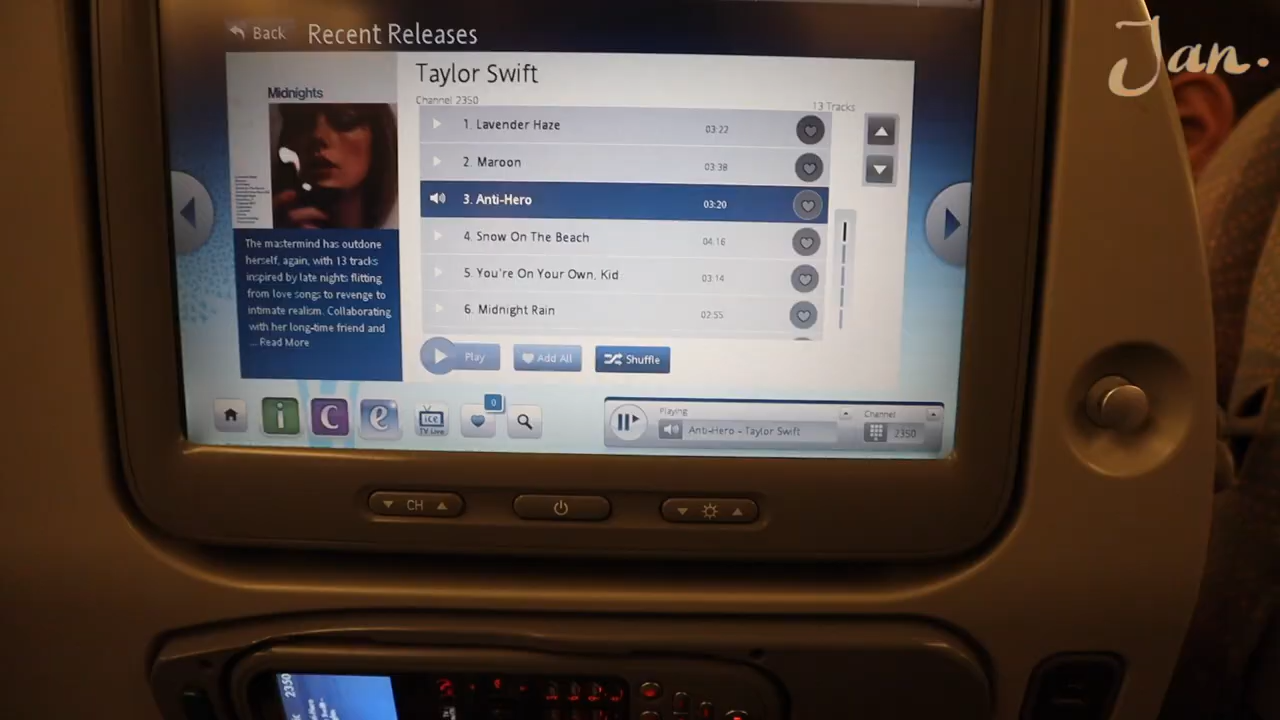 Jan.
Back Recent Releases
Midnights
Taylor Swift
Channel 2350
13 Tracks
1. Lavender Haze 03:22
2. Maroon 03:38
3. Anti-Hero 03:20
4. Snow On The Beach 04:16
5. You're On Your Own, Kid 03:14
6. Midnight Rain 02:55
The mastermind has outdone
herself, again, with 13 tracks
inspired by late nights flitting
from love songs to revenge to
intimate realism. Collaborating
with her long-time friend and
... Read More
Play Add All Shuffle
i C e ice
TV Live
0
Playing
Anti-Hero - Taylor Swift
Channel
2350
CH
2350